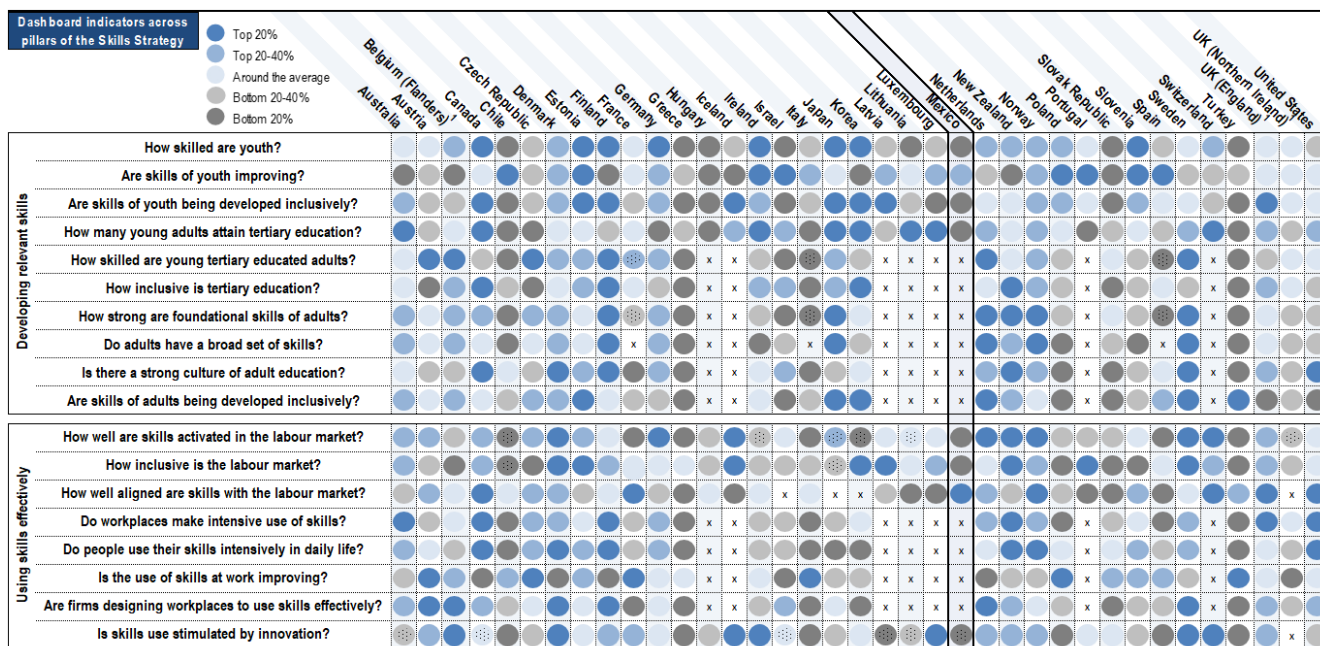 Dashboard indicators across
pillars of the Skills Strategy
Top 20%
Top 20-40%
Around the average
Bottom 20-40%
Bottom 20%
Australia
Austria
Belgium (Flanders)¹
Canada
Chile
Czech Republic
Denmark
Estonia
Finland
France
Germany
Greece
Hungary
Iceland
Ireland
Israel
Italy
Japan
Korea
Latvia
Lithuania
Luxembourg
Mexico
Netherlands
New Zealand
Norway
Poland
Portugal
Slovak Republic
Slovenia
Spain
Sweden
Switzerland
Turkey
UK (England)
UK (Northern Ireland)
United States
Developing relevant skills
How skilled are youth?
Are skills of youth improving?
Are skills of youth being developed inclusively?
How many young adults attain tertiary education?
How skilled are young tertiary educated adults? x x x x x x x x
How inclusive is tertiary education? x x x x x x x x
How strong are foundational skills of adults? x x x x x x x x
Do adults have a broad set of skills? x x x x x x x x x x x
Is there a strong culture of adult education? x x x x x x x x
Are skills of adults being developed inclusively? x x x x x x x x
Using skills effectively
How well are skills activated in the labour market?
How inclusive is the labour market?
How well aligned are skills with the labour market? x x x x
Do workplaces make intensive use of skills? x x x x x x x x
Do people use their skills intensively in daily life? x x x x x x x x
Is the use of skills at work improving? x x x x x x x x
Are firms designing workplaces to use skills effectively? x x x x x x x x
Is skills use stimulated by innovation? x